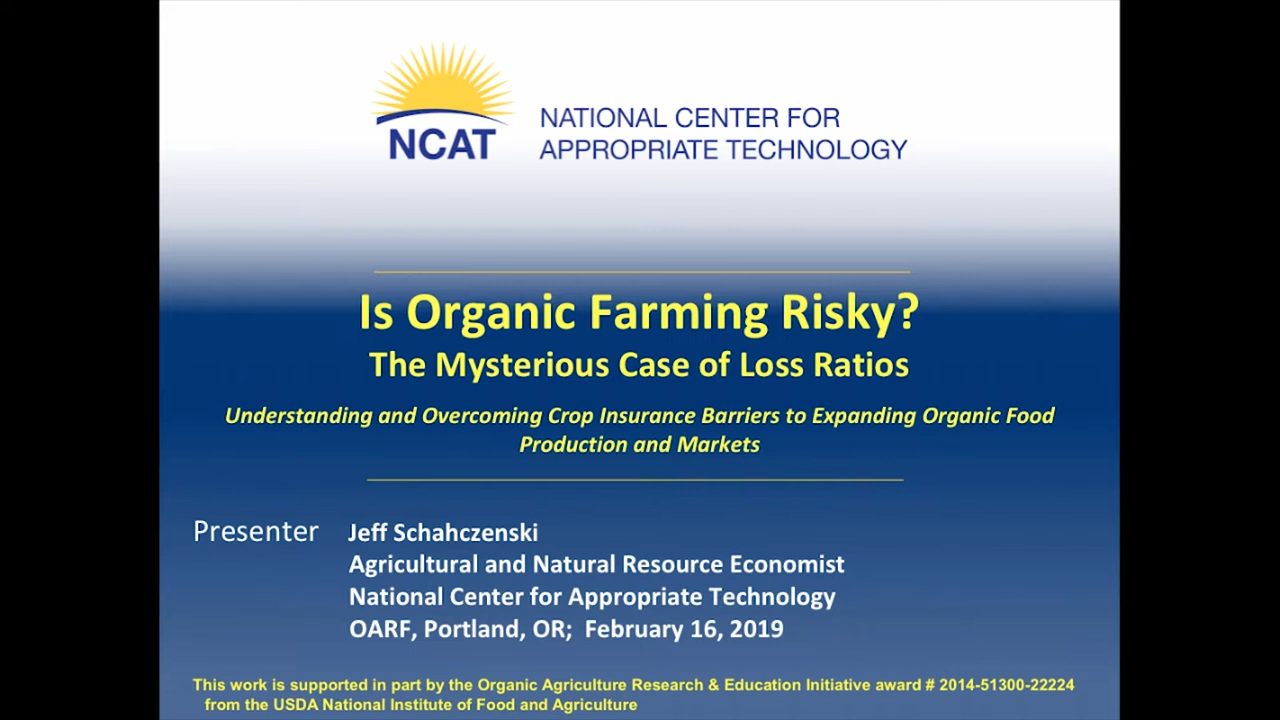 NCAT
NATIONAL CENTER FOR
APPROPRIATE TECHNOLOGY
Is Organic Farming Risky?
The Mysterious Case of Loss Ratios
Understanding and Overcoming Crop Insurance Barriers to Expanding Organic Food
Production and Markets
Presenter Jeff Schahczenski
Agricultural and Natural Resource Economist
National Center for Appropriate Technology
OARF, Portland, OR; February 16, 2019
This work is supported in part by the Organic Agriculture Research & Education Initiative award # 2014-51300-22224
from the USDA National Institute of Food and Agriculture